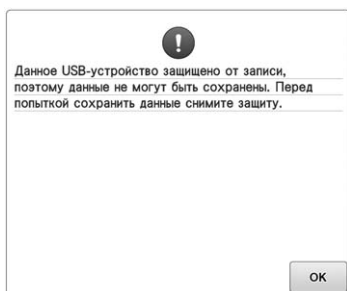 Данное USB-устройство защищено от записи,
поэтому данные не могут быть сохранены. Перед
попыткой сохранить данные снимите защиту.
OK